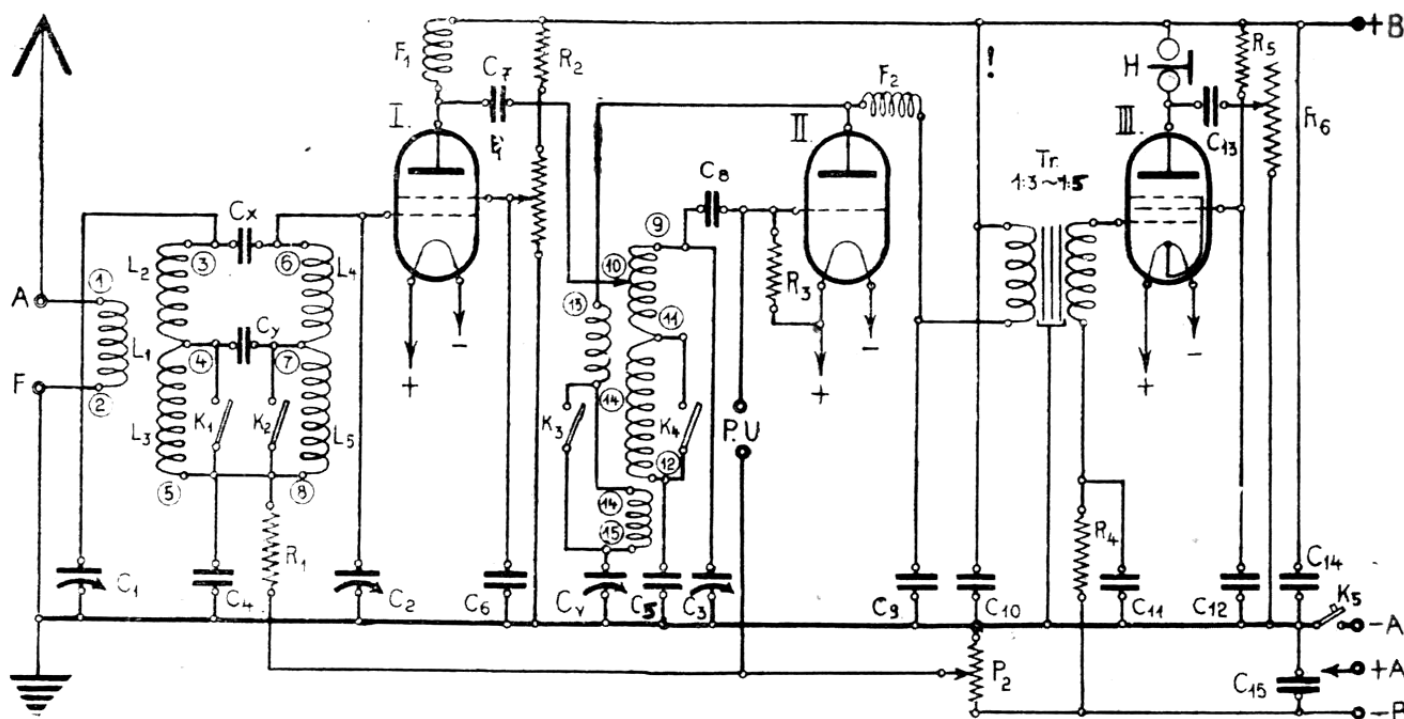 +B
F1
R2
!
R5
H
C7
F2
I.
II
III.
C13
R6
Tr.
1:3~1:5
Cx
C8
9
L2
3
6
L4
10
1
R3
A
13
11
Cy
L1
4
7
F
2
14
P.U
K1
K2
K3
K4
L3
L5
12
5
8
14
15
R1
R4
C14
C1
C4
C2
C6
Cv
C5
C3
C9
C10
C11
C12
K5
-A
P2
+A
C15
-B
+
-
+
-
+
-